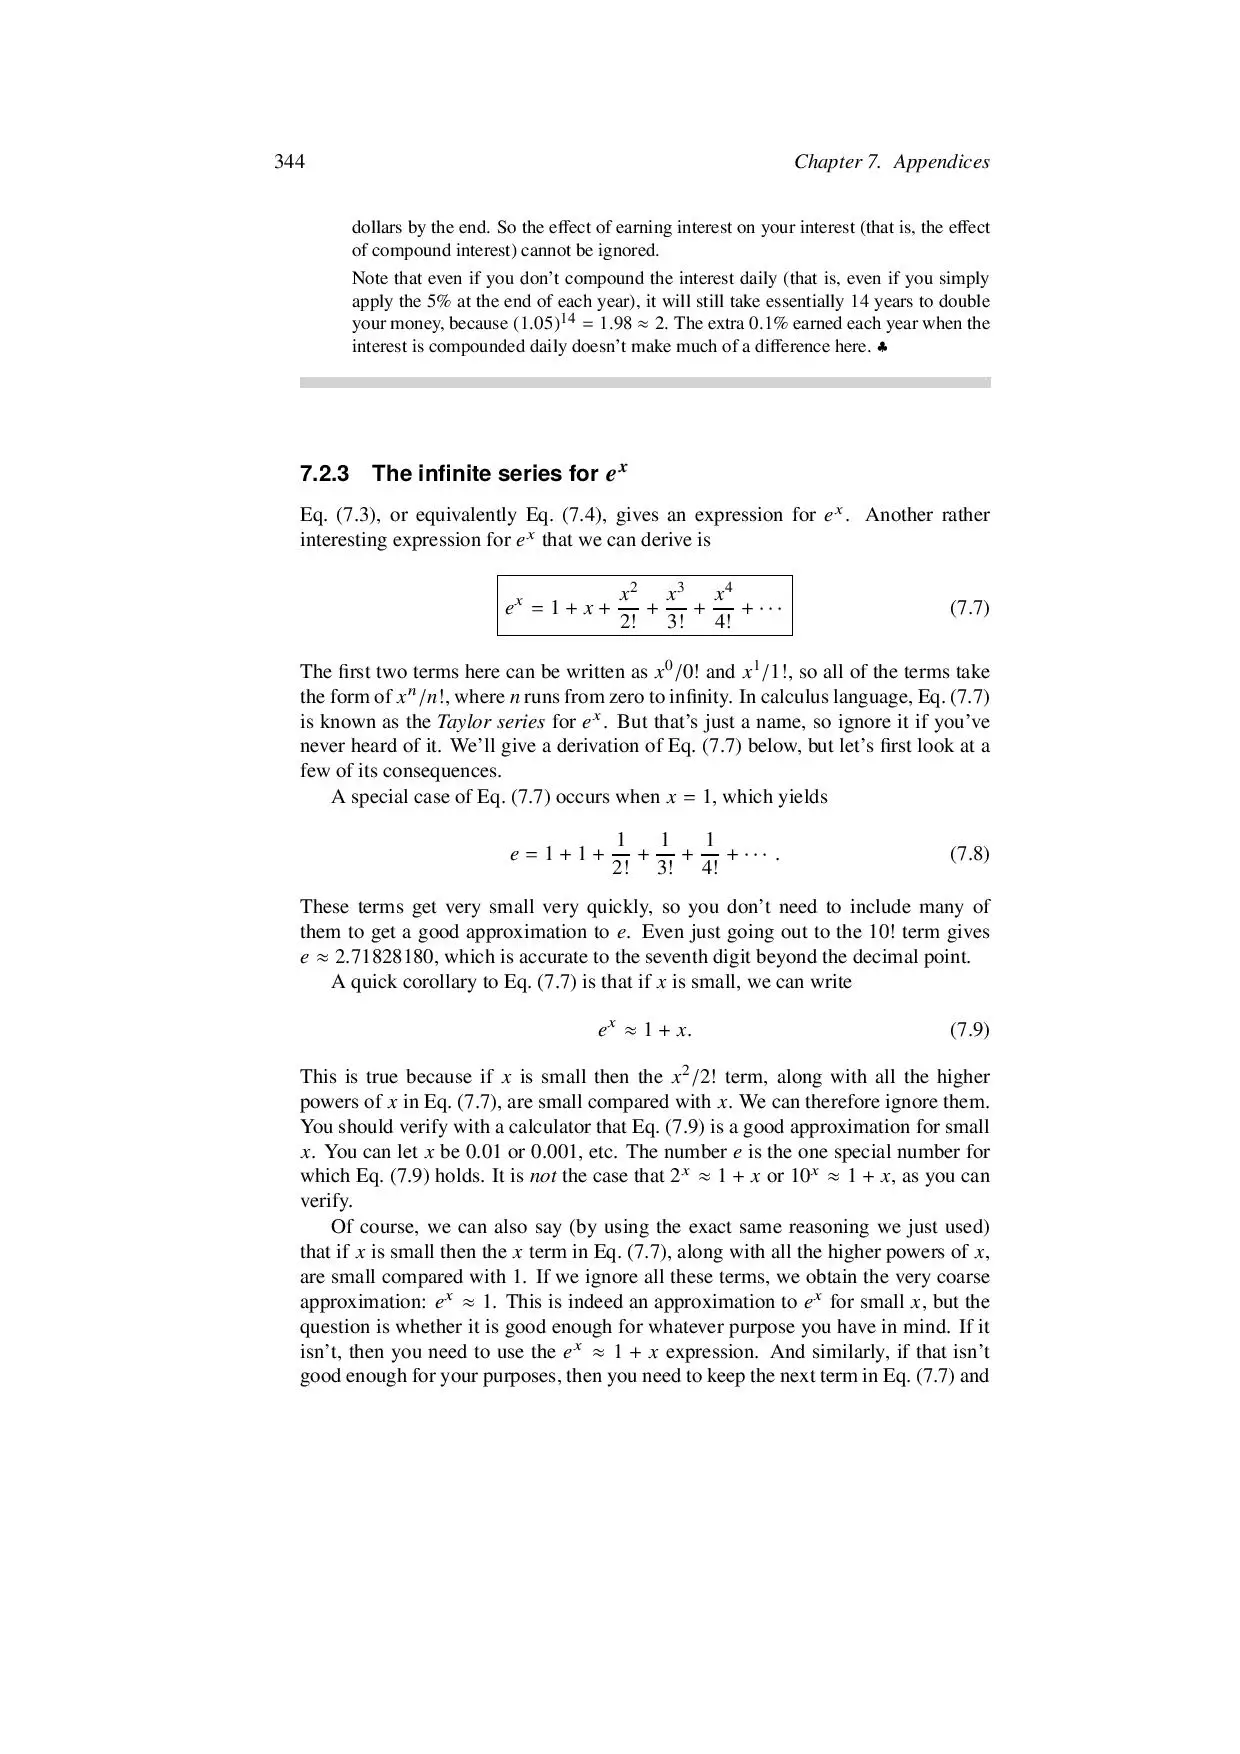 344 Chapter 7. Appendices
dollars by the end. So the effect of earning interest on your interest (that is, the effect
of compound interest) cannot be ignored.
Note that even if you don’t compound the interest daily (that is, even if you simply
apply the 5% at the end of each year), it will still take essentially 14 years to double
your money, because (1.05)^14 = 1.98 ≈ 2. The extra 0.1% earned each year when the
interest is compounded daily doesn’t make much of a difference here. ♣
7.2.3 The infinite series for e^x
Eq. (7.3), or equivalently Eq. (7.4), gives an expression for e^x. Another rather
interesting expression for e^x that we can derive is
e^x = 1 + x + x^2/2! + x^3/3! + x^4/4! + ··· (7.7)
The first two terms here can be written as x^0/0! and x^1/1!, so all of the terms take
the form of x^n/n!, where n runs from zero to infinity. In calculus language, Eq. (7.7)
is known as the Taylor series for e^x. But that’s just a name, so ignore it if you’ve
never heard of it. We’ll give a derivation of Eq. (7.7) below, but let’s first look at a
few of its consequences.
A special case of Eq. (7.7) occurs when x = 1, which yields
e = 1 + 1 + 1/2! + 1/3! + 1/4! + ··· . (7.8)
These terms get very small very quickly, so you don’t need to include many of
them to get a good approximation to e. Even just going out to the 10! term gives
e ≈ 2.71828180, which is accurate to the seventh digit beyond the decimal point.
A quick corollary to Eq. (7.7) is that if x is small, we can write
e^x ≈ 1 + x. (7.9)
This is true because if x is small then the x^2/2! term, along with all the higher
powers of x in Eq. (7.7), are small compared with x. We can therefore ignore them.
You should verify with a calculator that Eq. (7.9) is a good approximation for small
x. You can let x be 0.01 or 0.001, etc. The number e is the one special number for
which Eq. (7.9) holds. It is not the case that 2^x ≈ 1 + x or 10^x ≈ 1 + x, as you can
verify.
Of course, we can also say (by using the exact same reasoning we just used)
that if x is small then the x term in Eq. (7.7), along with all the higher powers of x,
are small compared with 1. If we ignore all these terms, we obtain the very coarse
approximation: e^x ≈ 1. This is indeed an approximation to e^x for small x, but the
question is whether it is good enough for whatever purpose you have in mind. If it
isn’t, then you need to use the e^x ≈ 1 + x expression. And similarly, if that isn’t
good enough for your purposes, then you need to keep the next term in Eq. (7.7) and